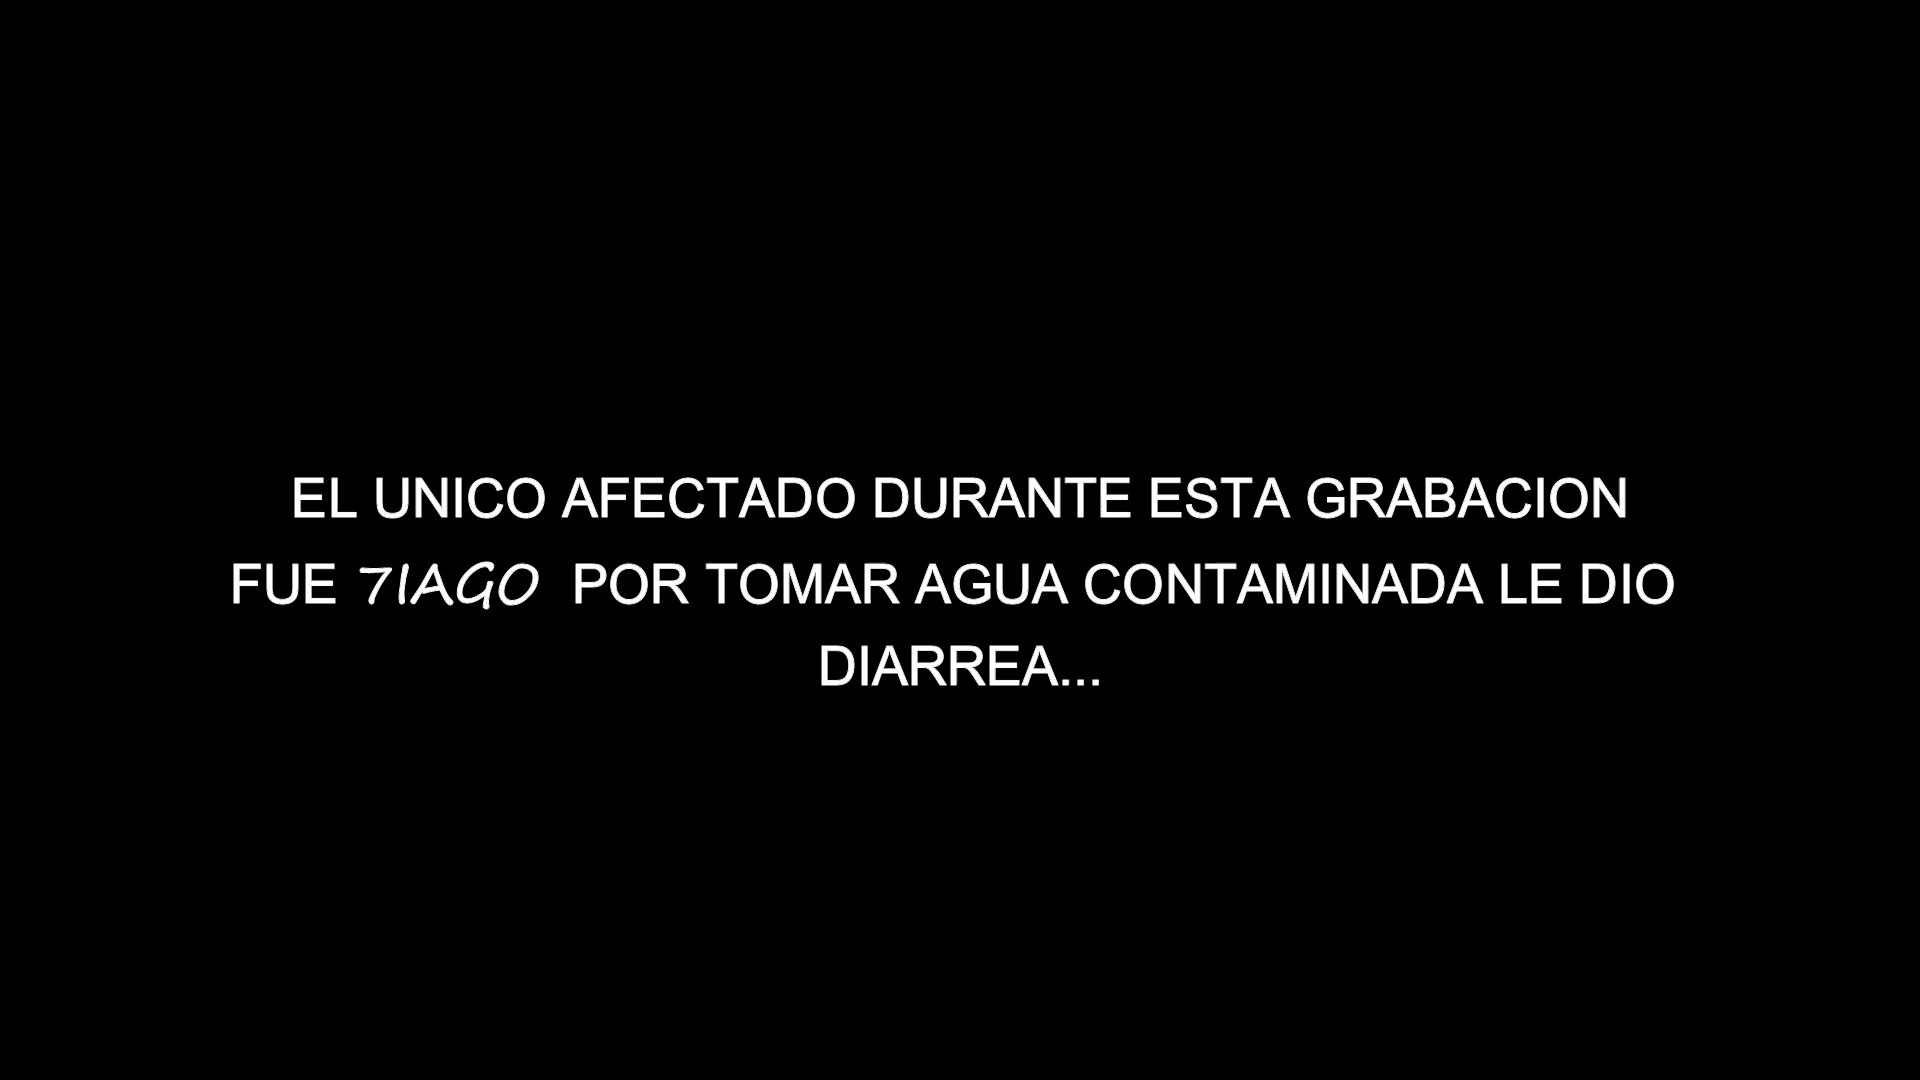 EL UNICO AFECTADO DURANTE ESTA GRABACION
FUE 7IAGO POR TOMAR AGUA CONTAMINADA LE DIO
DIARREA...